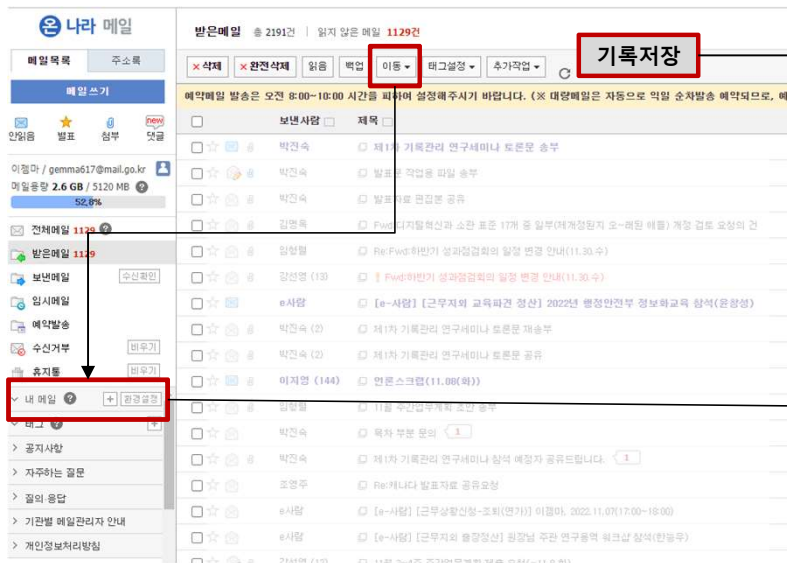 온 나라 메일
메일목록 주소록
메일쓰기
안읽음 별표 첨부 new 댓글
이젬마 / gemma617@mail.go.kr
메일용량 2.6 GB / 5120 MB ?
52.8%
전체메일 1129 ?
받은메일 1129
보낸메일 수신확인
임시메일
예약발송
수신거부 비우기
휴지통 비우기
내 메일 ? + 환경설정
태그 ? +
공지사항
자주하는 질문
질의·응답
기관별 메일관리자 안내
개인정보처리방침
받은메일 총 2191건 | 읽지 않은 메일 1129건
×삭제 ×완전삭제 읽음 백업 이동 태그설정 추가작업
기록저장
예약메일 발송은 오전 8:00~10:00 시간을 피하여 설정해주시기 바랍니다. (※ 대량메일은 자동으로 익일 순차발송 예약되므로, 예
보낸사람 제목
박진숙 제1차 기록관리 연구세미나 토론문 송부
박진숙 발표문 작업용 파일 송부
박진숙 발표자료 편집본 공유
김명옥 Fwd:디지털혁신과 소관 표준 17개 중 일부(제개정된지 오~래된 애들) 개정 검토 요청의 건
임형철 Re:Fwd:하반기 성과점검회의 일정 변경 안내(11.30.수)
강선영 (13) ! Fwd:하반기 성과점검회의 일정 변경 안내(11.30.수)
e사람 [e-사람] [근무지외 교육파견 정산] 2022년 행정안전부 정보화교육 참석(윤창성)
박진숙 (2) 제1차 기록관리 연구세미나 토론문 재송부
박진숙 (2) 제1차 기록관리 연구세미나 토론문 공유
이지영 (144) 언론스크랩(11.08(화))
임형철 11월 주간업무계획 초안 송부
박진숙 목차 부분 문의 1
박진숙 제1차 기록관리 연구세미나 참석 예정자 공유드립니다. 1
조영주 Re:캐나다 발표자료 공유요청
e사람 [e-사람] [근무상황신청-조회(연가)] 이젬마, 2022.11.07(17:00~18:00)
e사람 [e-사람] [근무지외 출장정산] 원장님 주관 연구용역 워크샵 참석(한능우)
강선영 (12)